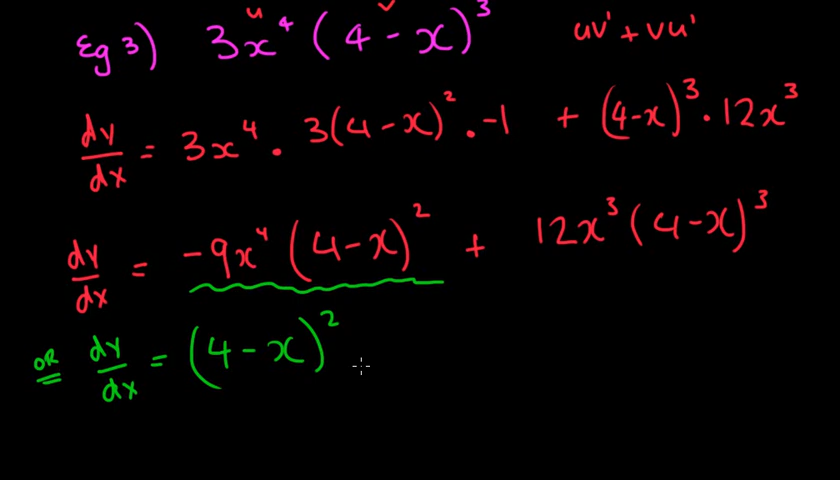 u v
Eg 3) 3x⁴ (4 - x)³ uv' + vu'
dy/dx = 3x⁴ . 3(4 - x)² . -1 + (4-x)³ . 12x³
dy/dx = -9x⁴ (4-x)² + 12x³ (4-x)³
OR dy/dx = (4 - x)²